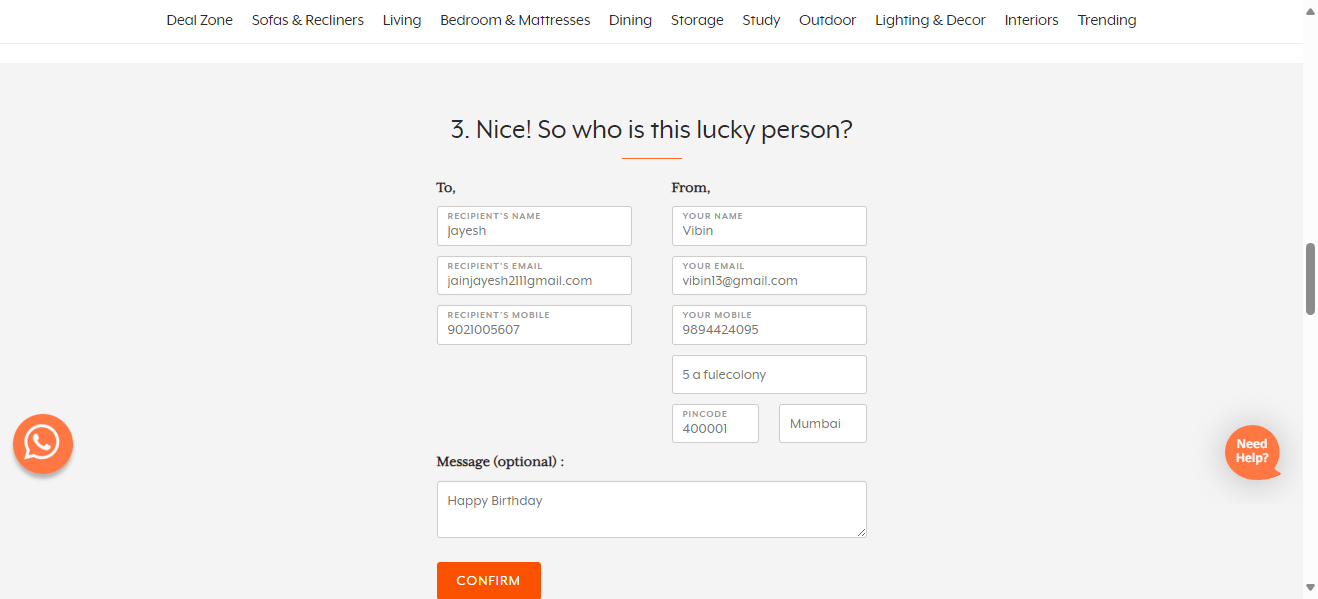 Deal Zone Sofas & Recliners Living Bedroom & Mattresses Dining Storage Study Outdoor Lighting & Decor Interiors Trending
3. Nice! So who is this lucky person?
To,
RECIPIENT'S NAME
Jayesh
RECIPIENT'S EMAIL
jainjayesh2111gmail.com
RECIPIENT'S MOBILE
9021005607
From,
YOUR NAME
Vibin
YOUR EMAIL
vibin13@gmail.com
YOUR MOBILE
9894424095
5 a fulecolony
PINCODE
400001
Mumbai
Message (optional) :
Happy Birthday
CONFIRM
Need
Help?